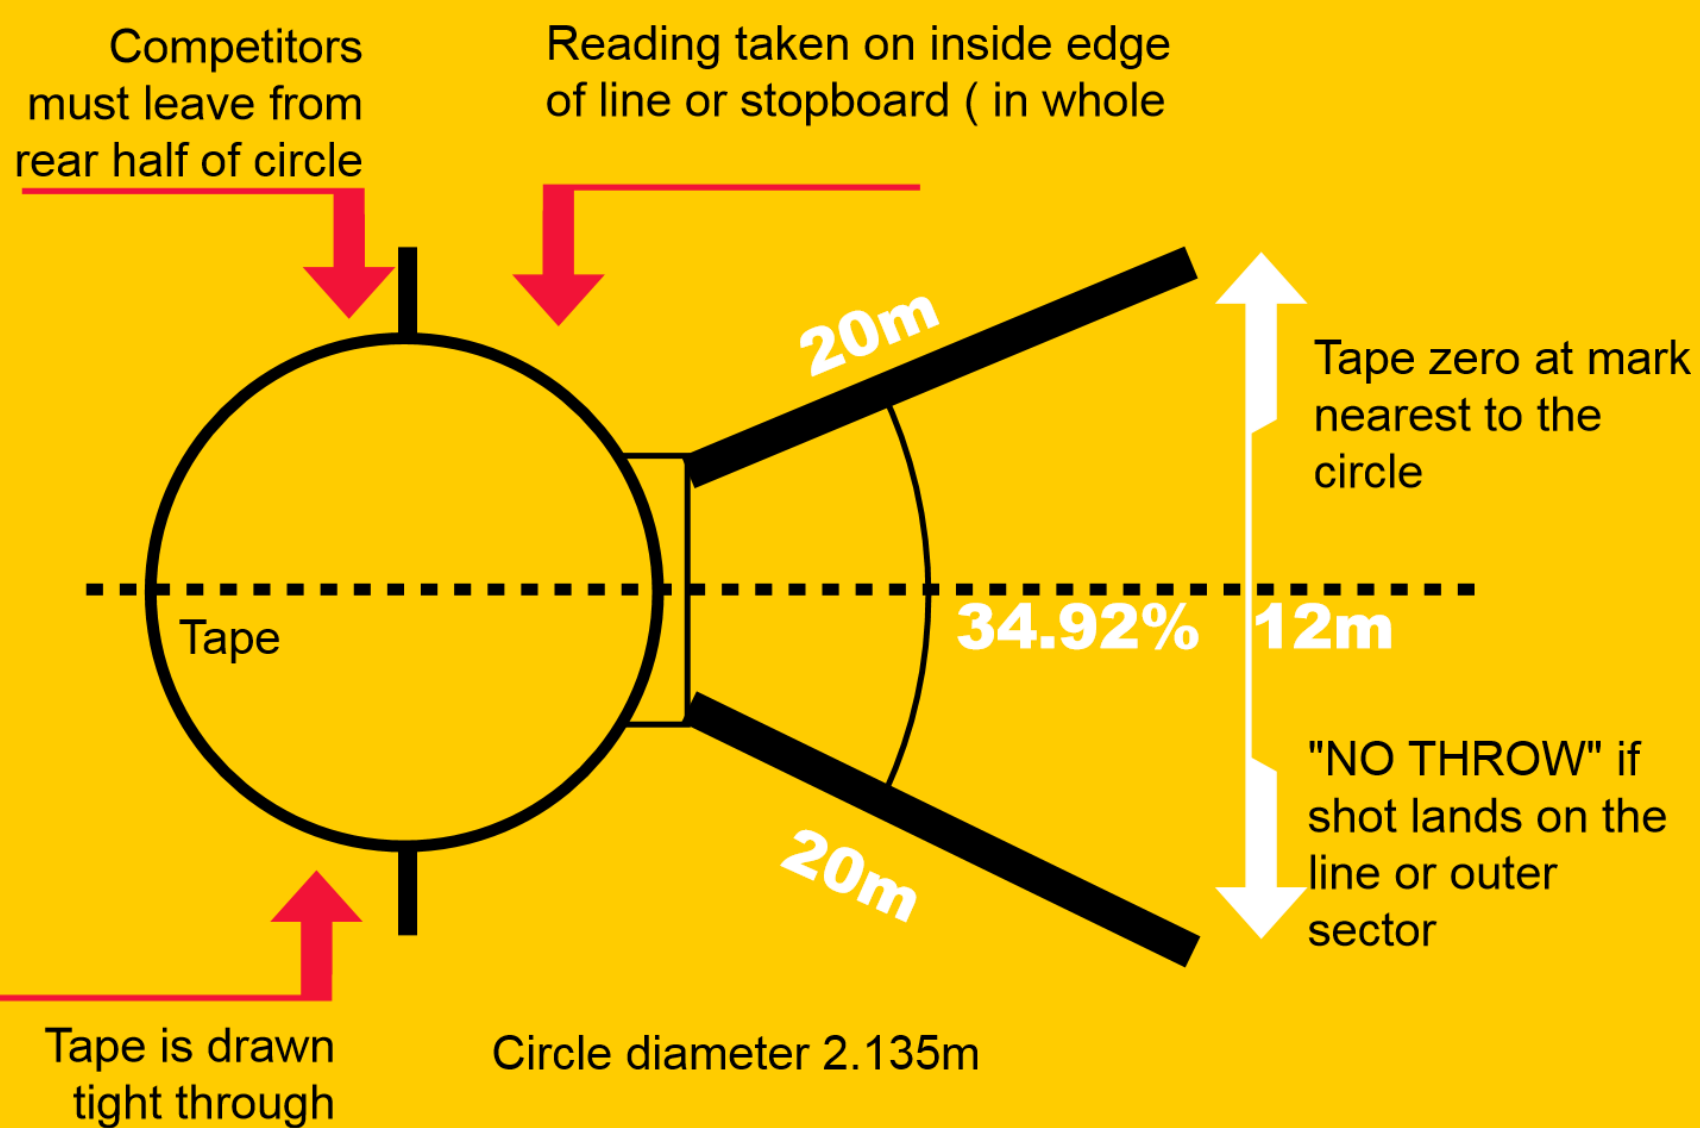 Competitors
must leave from
rear half of circle
Reading taken on inside edge
of line or stopboard ( in whole
20m
Tape zero at mark
nearest to the
circle
Tape
34.92%
12m
"NO THROW" if
shot lands on the
line or outer
sector
20m
Tape is drawn
tight through
Circle diameter 2.135m